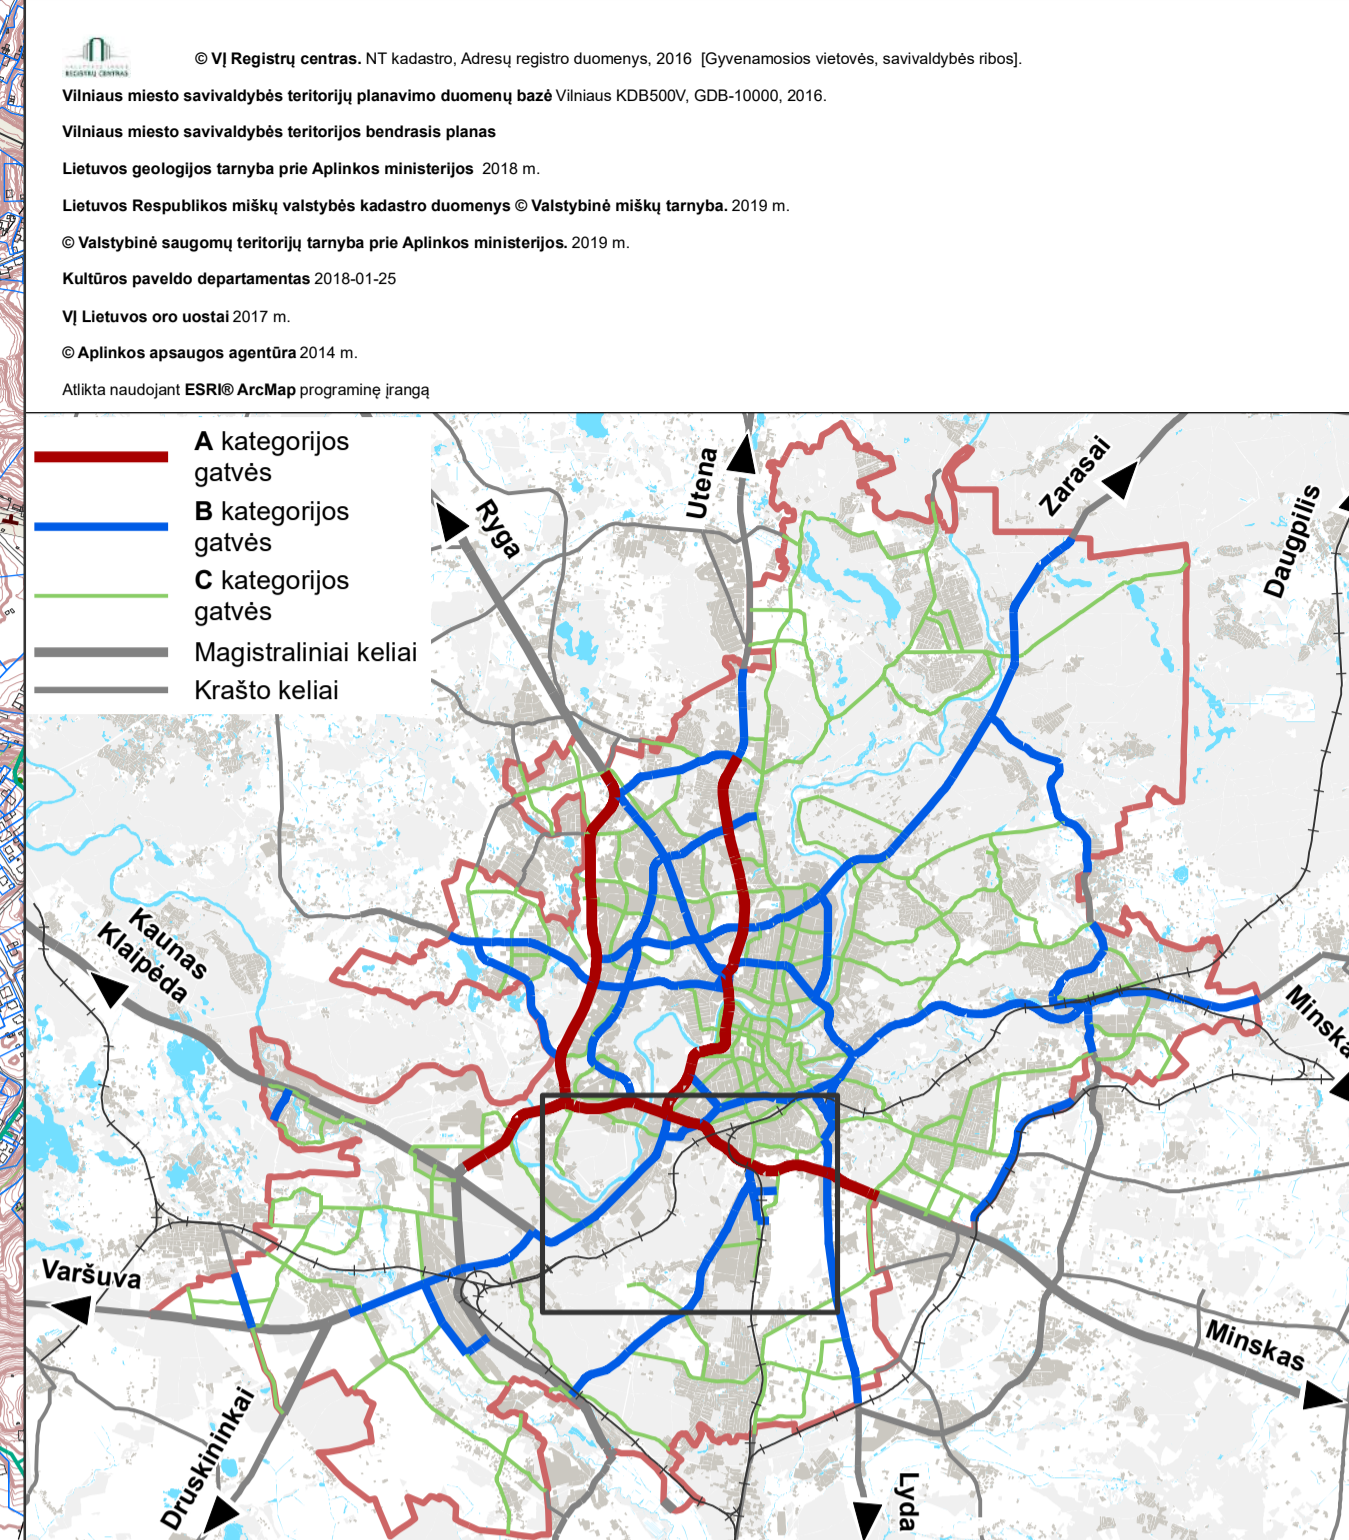 © VĮ Registrų centras. NT kadastro, Adresų registro duomenys, 2016 [Gyvenamosios vietovės, savivaldybės ribos].
REGISTRŲ CENTRAS
Vilniaus miesto savivaldybės teritorijų planavimo duomenų bazė Vilniaus KDB500V, GDB-10000, 2016.
Vilniaus miesto savivaldybės teritorijos bendrasis planas
Lietuvos geologijos tarnyba prie Aplinkos ministerijos 2018 m.
Lietuvos Respublikos miškų valstybės kadastro duomenys © Valstybinė miškų tarnyba. 2019 m.
© Valstybinė saugomų teritorijų tarnyba prie Aplinkos ministerijos. 2019 m.
Kultūros paveldo departamentas 2018-01-25
VĮ Lietuvos oro uostai 2017 m.
© Aplinkos apsaugos agentūra 2014 m.
Atlikta naudojant ESRI® ArcMap programinę įrangą
A kategorijos
gatvės
B kategorijos
gatvės
C kategorijos
gatvės
Magistraliniai keliai
Krašto keliai
Ryga
Utena
Zarasai
Daugpilis
Kaunas
Klaipėda
Minska
Varšuva
Minskas
Druskininkai
Lyda